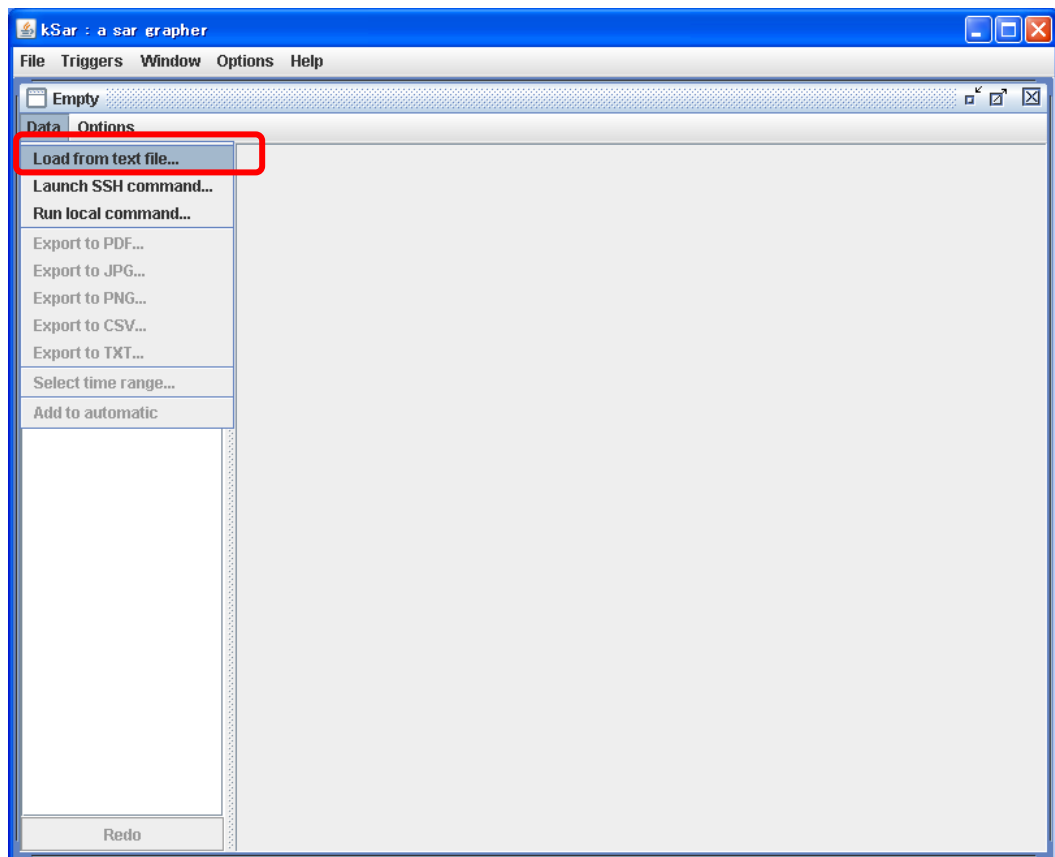 kSar : a sar grapher
File Triggers Window Options Help
Empty
Data Options
Load from text file...
Launch SSH command...
Run local command...
Export to PDF...
Export to JPG...
Export to PNG...
Export to CSV...
Export to TXT...
Select time range...
Add to automatic
Redo